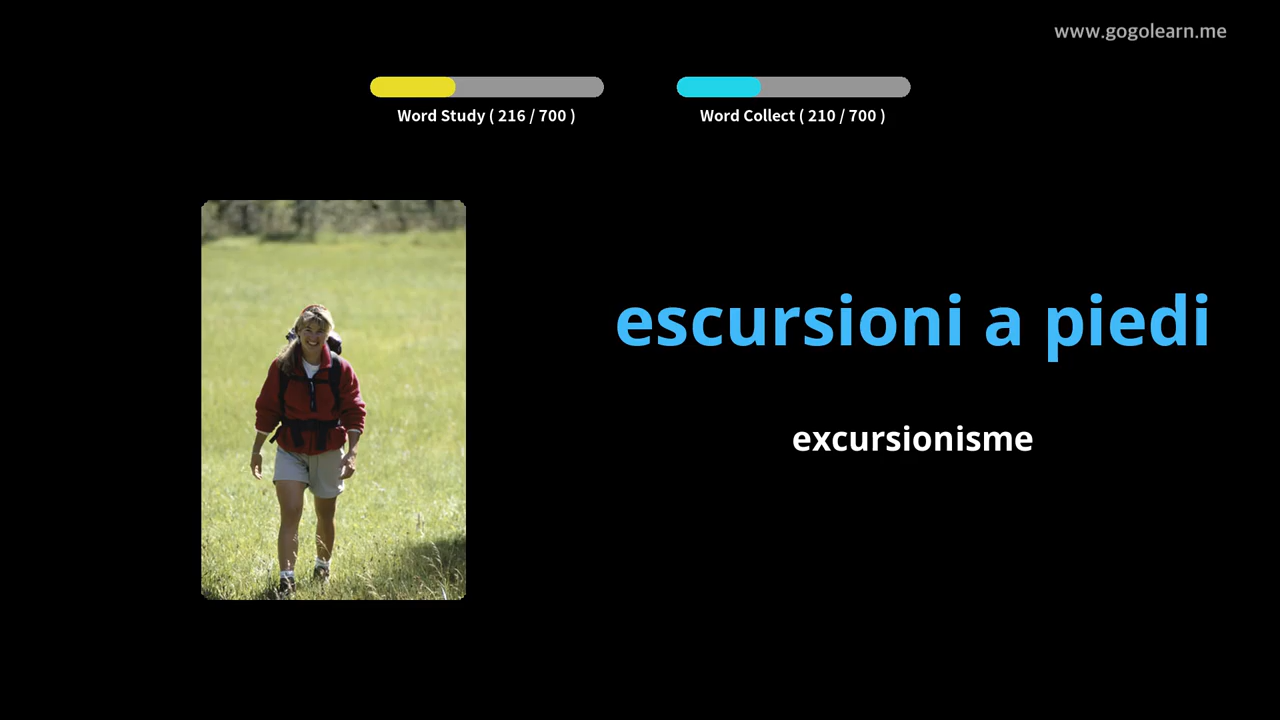 www.gogolearn.me
Word Study ( 216 / 700 )
Word Collect ( 210 / 700 )
escursioni a piedi
excursionisme